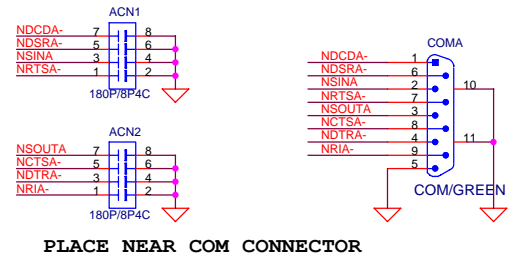 ACN1
NDCDA- 7 8
NDSRA- 5 6
NSINA 3 4
NRTSA- 1 2
180P/8P4C
ACN2
NSOUTA 7 8
NCTSA- 5 6
NDTRA- 3 4
NRIA- 1 2
180P/8P4C
COMA
NDCDA- 1
NDSRA- 6
NSINA 2
NRTSA- 7
NSOUTA 3
NCTSA- 8
NDTRA- 4
NRIA- 9
5
10
11
COM/GREEN
PLACE NEAR COM CONNECTOR